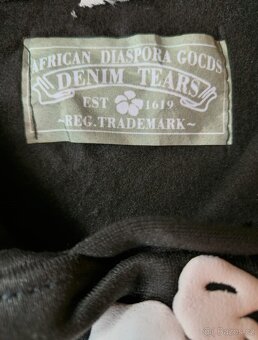 AFRICAN DIASPORA GOODS
DENIM TEARS
EST 1619
~REG.TRADEMARK~